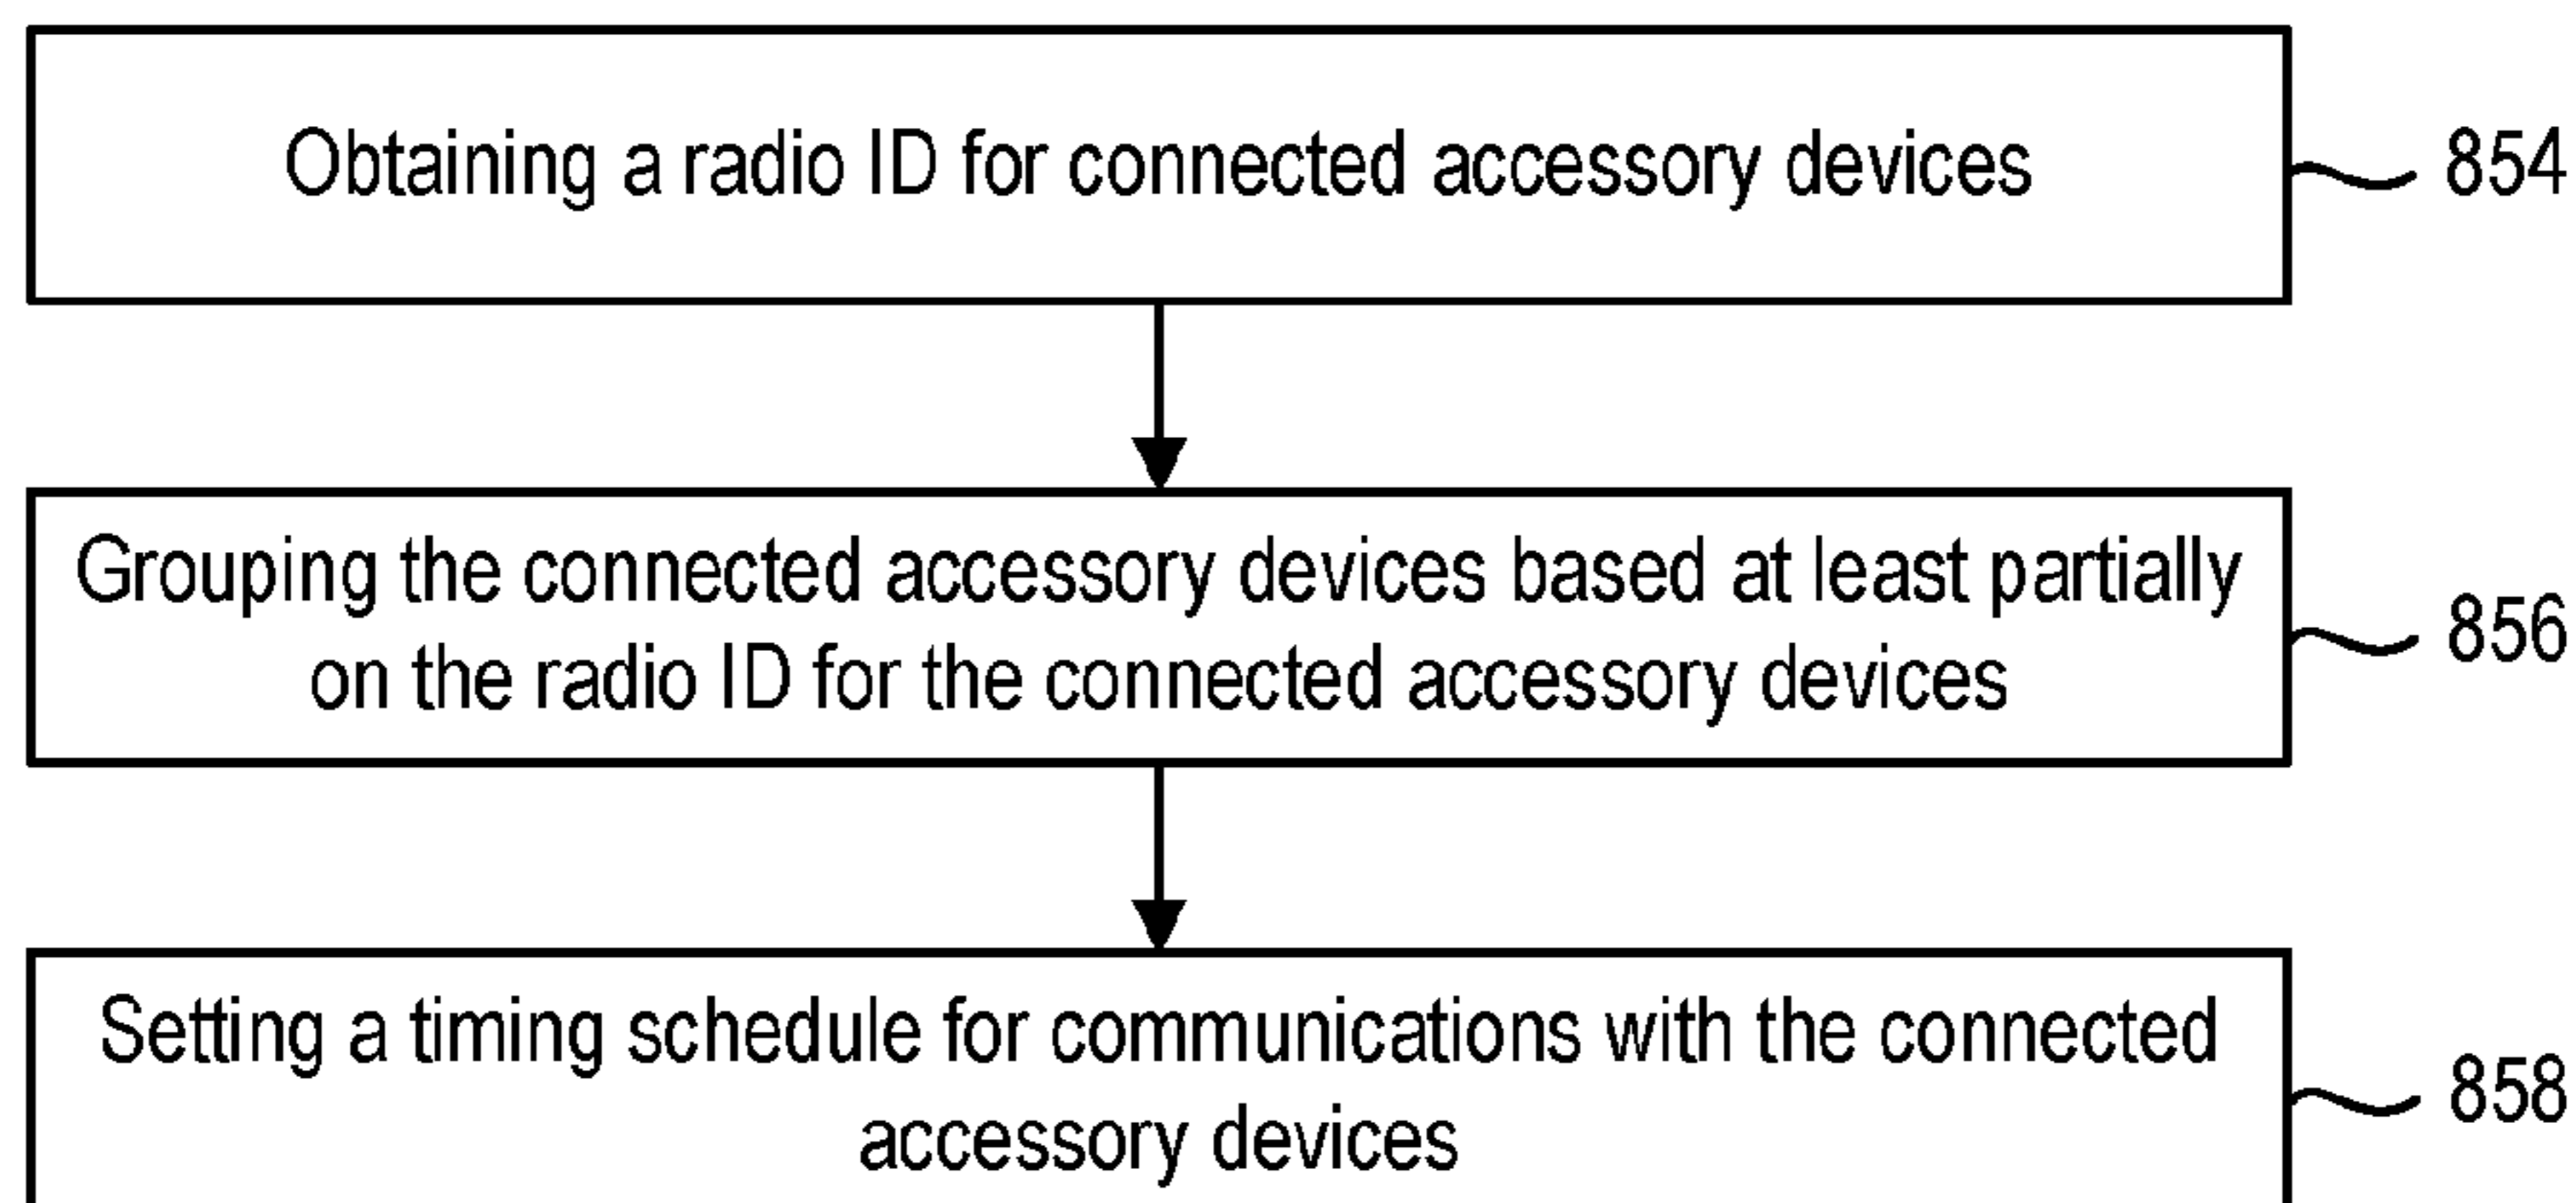 Obtaining a radio ID for connected accessory devices
854
Grouping the connected accessory devices based at least partially
on the radio ID for the connected accessory devices
856
Setting a timing schedule for communications with the connected
accessory devices
858